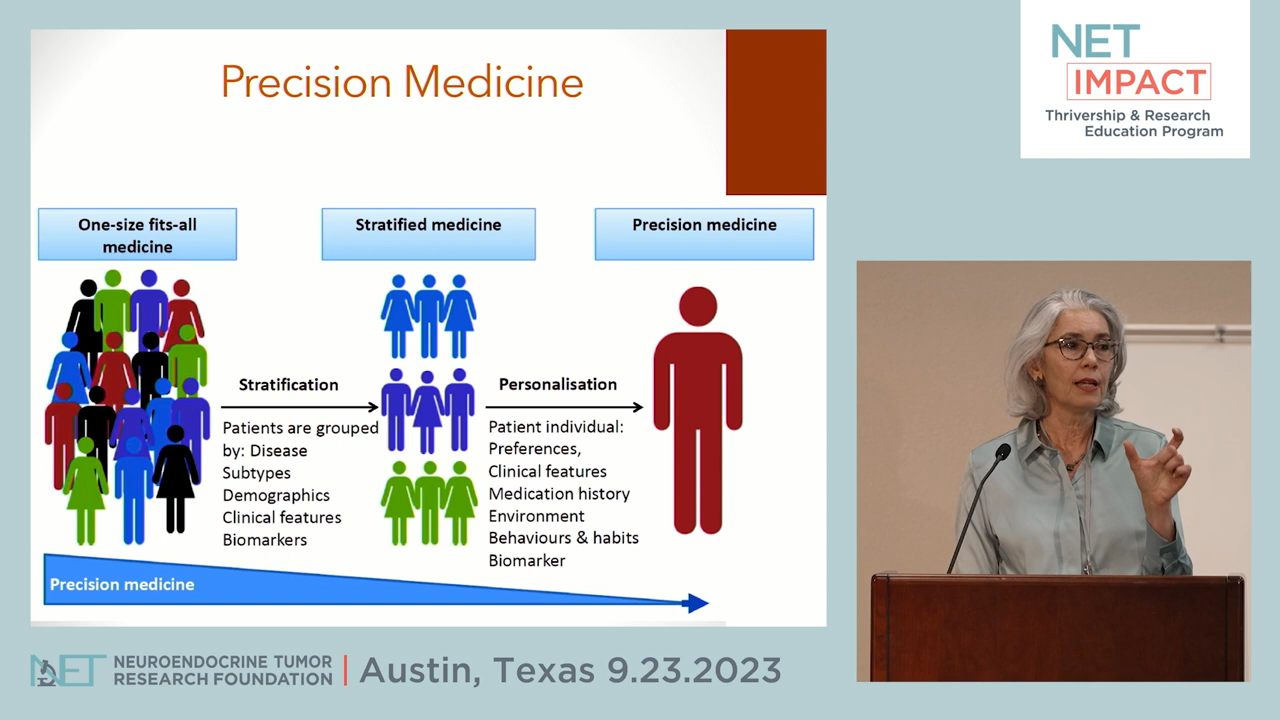 Precision Medicine
One-size fits-all
medicine
Stratified medicine
Precision medicine
Stratification
Patients are grouped
by: Disease
Subtypes
Demographics
Clinical features
Biomarkers
Personalisation
Patient individual:
Preferences,
Clinical features
Medication history
Environment
Behaviours & habits
Biomarker
Precision medicine
NET
IMPACT
Thrivership & Research
Education Program
NET
NEUROENDOCRINE TUMOR
RESEARCH FOUNDATION
Austin, Texas 9.23.2023